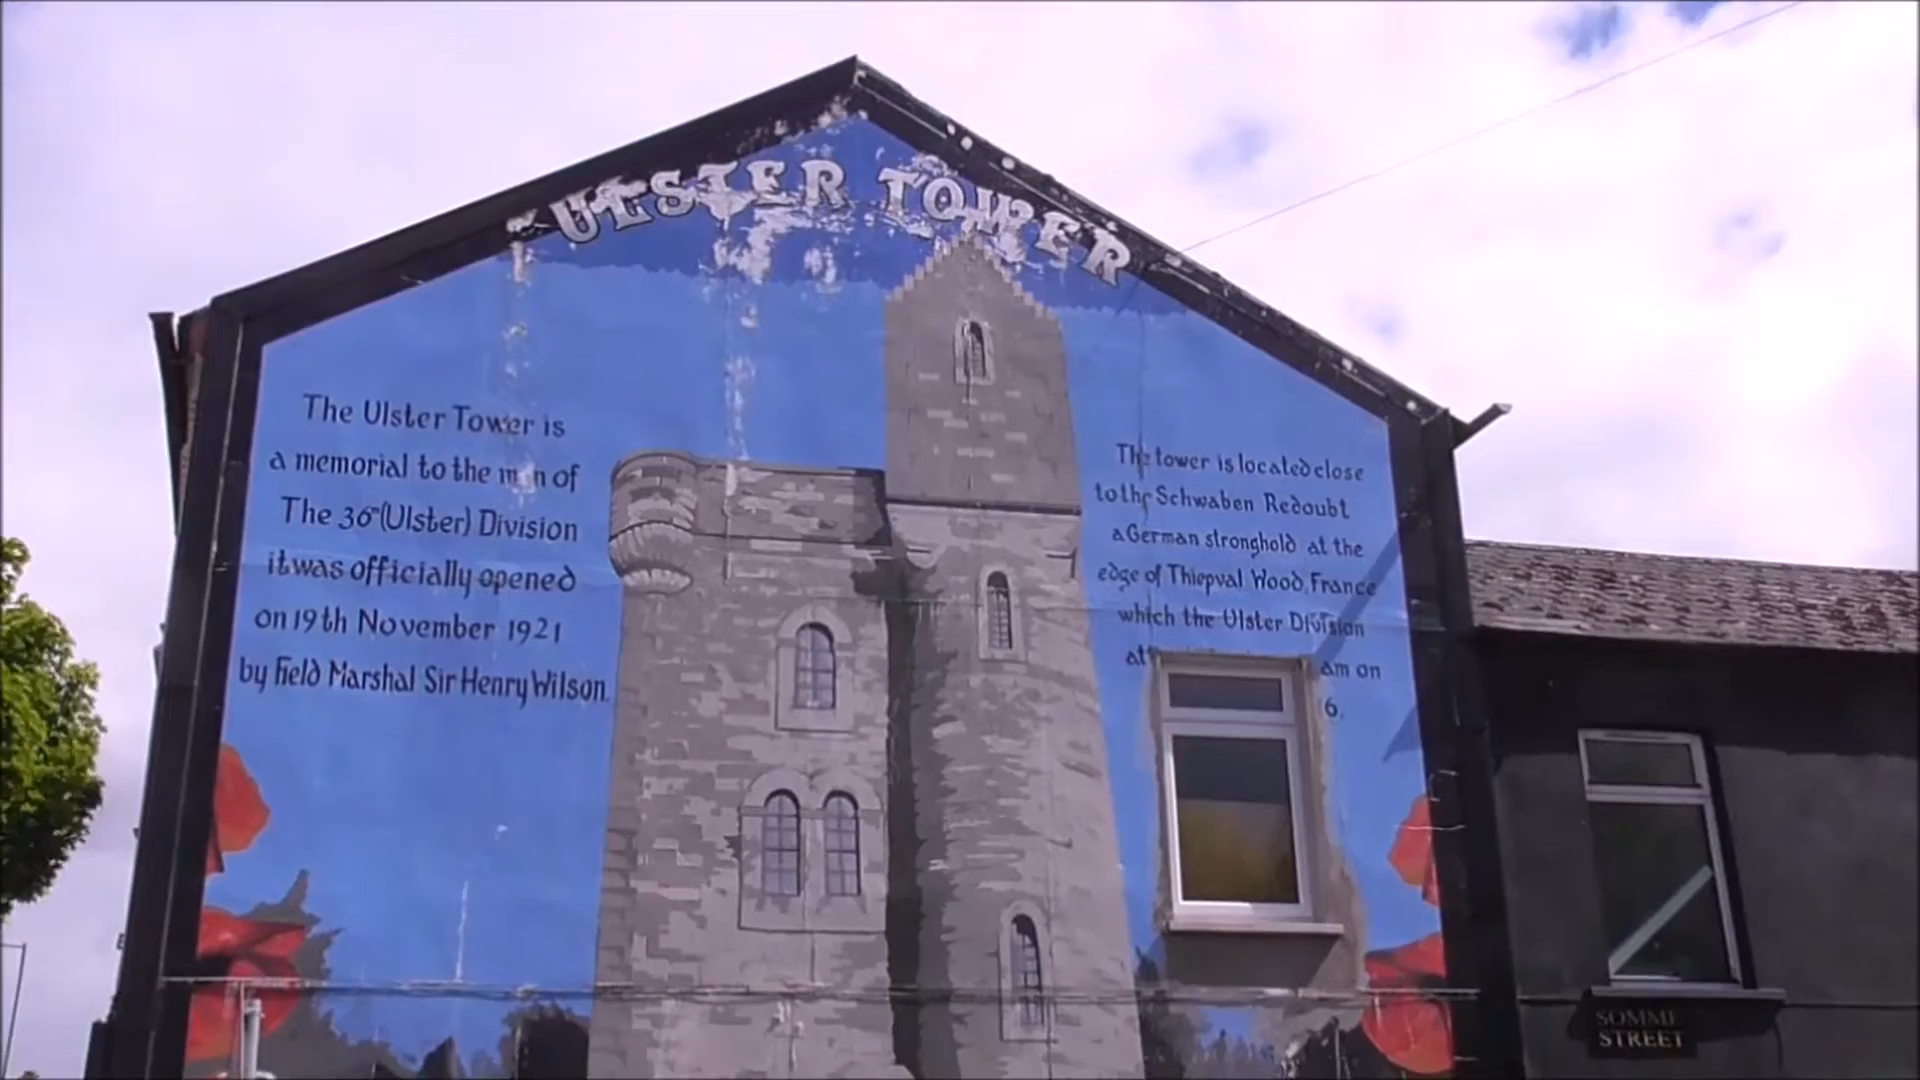 ULSTER TOWER
The Ulster Tower is
a memorial to the men of
The 36th (Ulster) Division
it was officially opened
on 19th November 1921
by Field Marshal Sir Henry Wilson.
The tower is located close
to the Schwaben Redoubt
a German stronghold at the
edge of Thiepval Wood, France
which the Ulster Division
am on
6.
SOMME
STREET